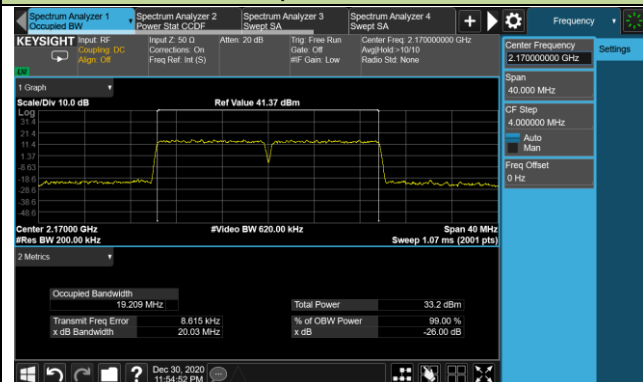 Spectrum Analyzer 1
Occupied BW
Spectrum Analyzer 2
Power Stat CCDF
Spectrum Analyzer 3
Swept SA
Spectrum Analyzer 4
Swept SA
Frequency
KEYSIGHT
Input: RF
Coupling: DC
Align: Off
Input Z: 50 Ω
Corrections: On
Freq Ref: Int (S)
Atten: 20 dB
Trig: Free Run
Gate: Off
#IF Gain: Low
Center Freq: 2.170000000 GHz
Avg|Hold:>10/10
Radio Std: None
Center Frequency
2.170000000 GHz
Settings
Span
40.000 MHz
CF Step
4.000000 MHz
Auto
Man
Freq Offset
0 Hz
1 Graph
Scale/Div 10.0 dB
Ref Value 41.37 dBm
Log
31.4
21.4
11.4
1.37
-8.63
-18.6
-28.6
-38.6
-48.6
Center 2.17000 GHz
#Video BW 620.00 kHz
Span 40 MHz
#Res BW 200.00 kHz
Sweep 1.07 ms (2001 pts)
2 Metrics
Occupied Bandwidth
19.209 MHz
Total Power
33.2 dBm
Transmit Freq Error
8.615 kHz
% of OBW Power
99.00 %
x dB Bandwidth
20.03 MHz
x dB
-26.00 dB
?
Dec 30, 2020
11:54:52 PM